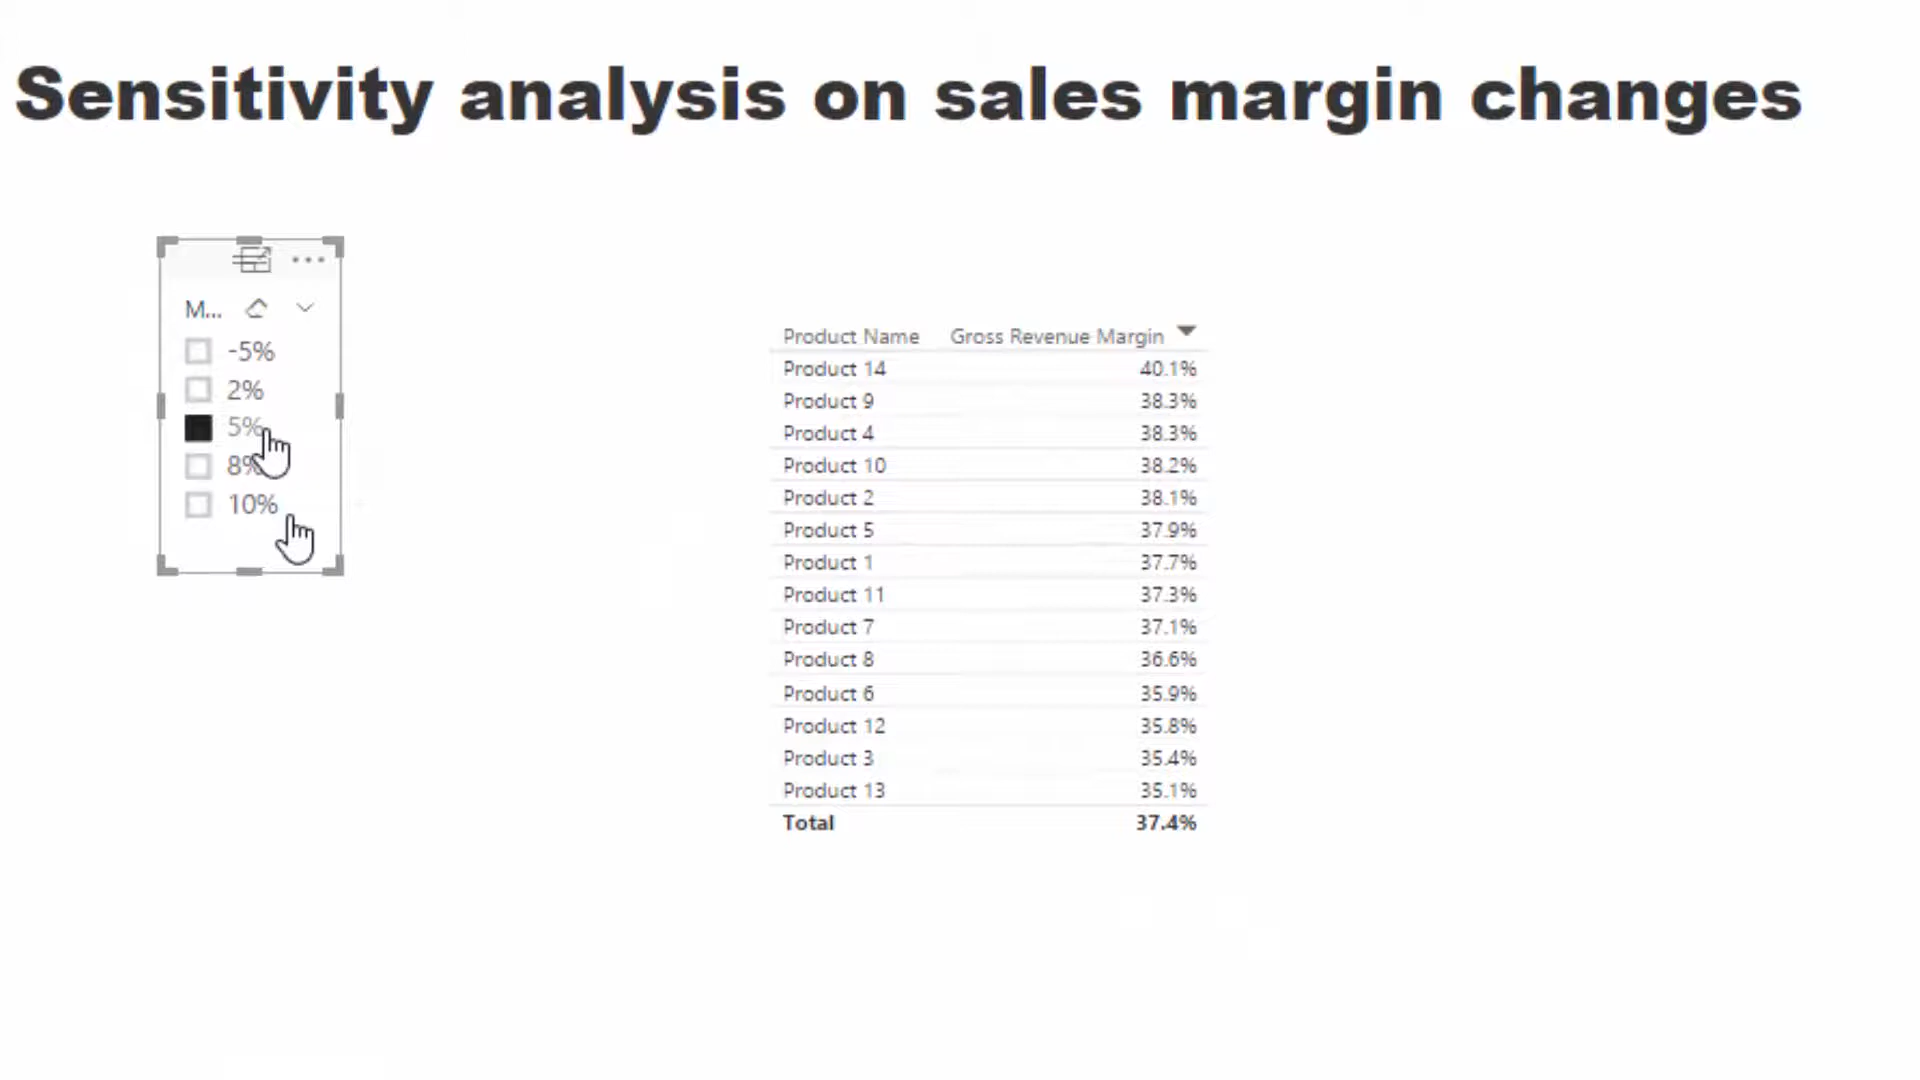 Sensitivity analysis on sales margin changes
M...
-5%
2%
5%
8%
10%
Product Name Gross Revenue Margin
Product 14 40.1%
Product 9 38.3%
Product 4 38.3%
Product 10 38.2%
Product 2 38.1%
Product 5 37.9%
Product 1 37.7%
Product 11 37.3%
Product 7 37.1%
Product 8 36.6%
Product 6 35.9%
Product 12 35.8%
Product 3 35.4%
Product 13 35.1%
Total 37.4%